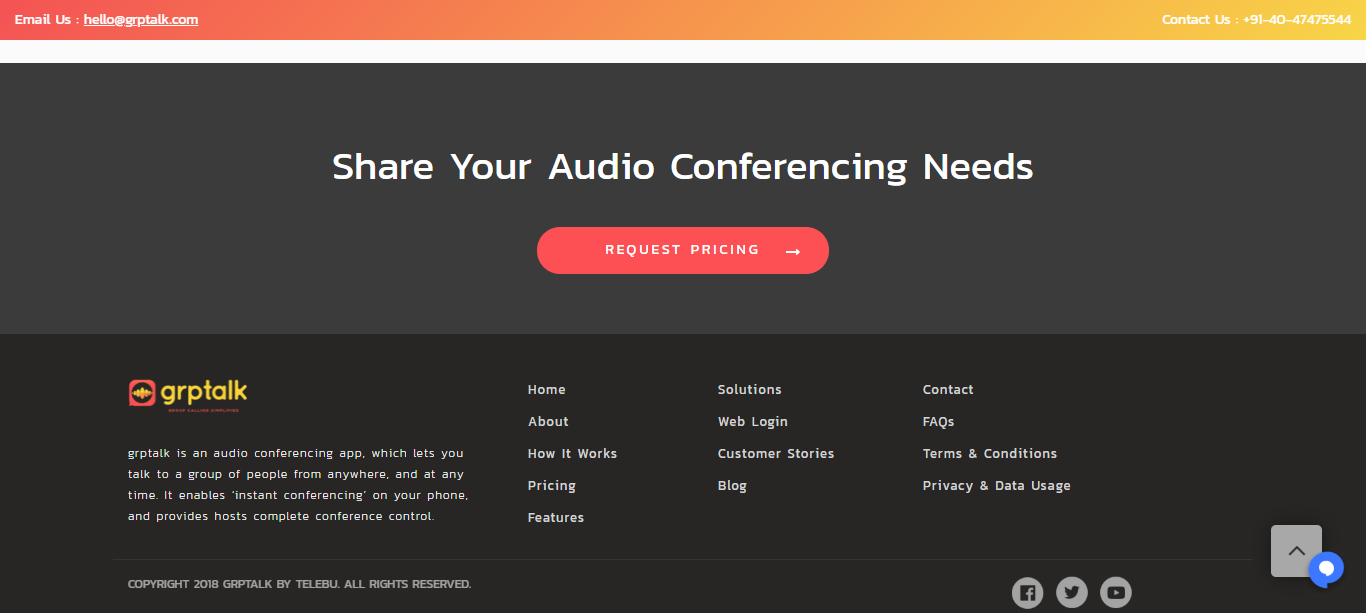 Email Us : hello@grptalk.com
Contact Us : +91-40-47475544
Share Your Audio Conferencing Needs
REQUEST PRICING →
grptalk
GROUP CALLING SIMPLIFIED
grptalk is an audio conferencing app, which lets you
talk to a group of people from anywhere, and at any
time. It enables 'instant conferencing' on your phone,
and provides hosts complete conference control.
Home
About
How It Works
Pricing
Features
Solutions
Web Login
Customer Stories
Blog
Contact
FAQs
Terms & Conditions
Privacy & Data Usage
COPYRIGHT 2018 GRPTALK BY TELEBU. ALL RIGHTS RESERVED.